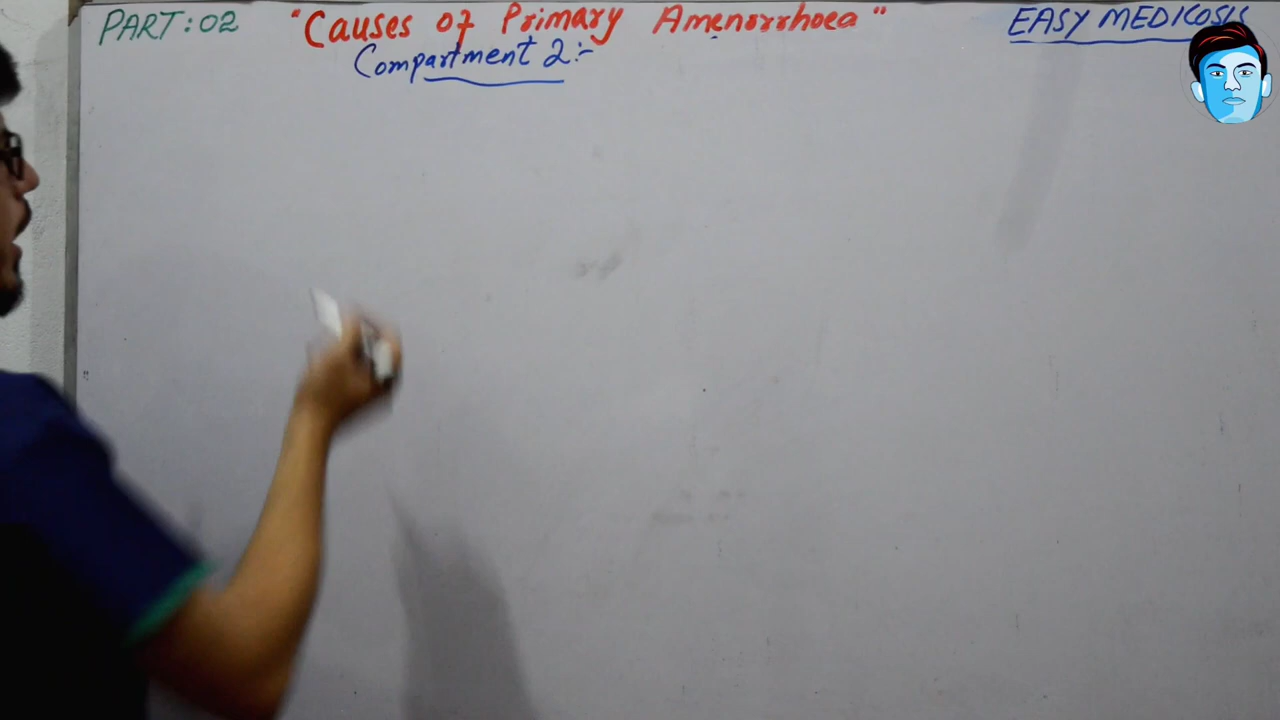 PART:02 "Causes of Primary Amenorrhoea" EASY MEDICOSIS
Compartment 2:-